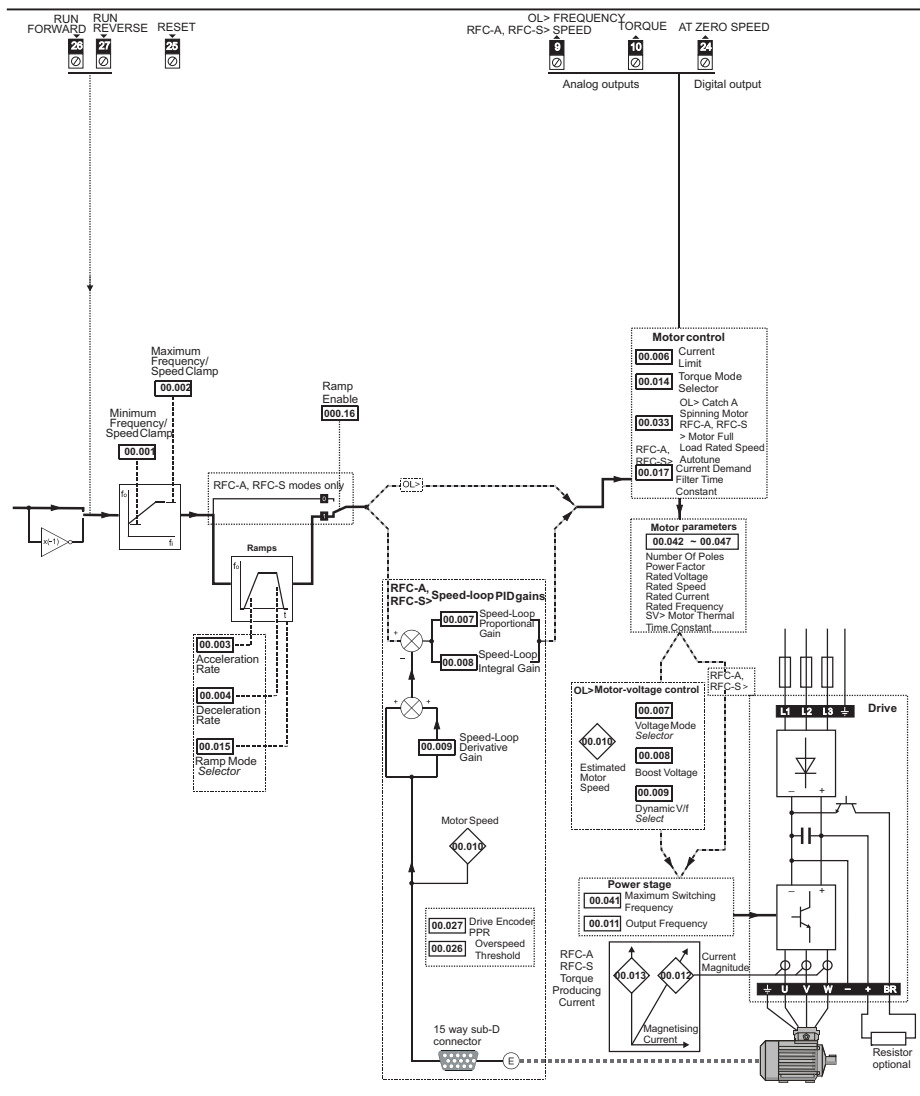 RUN
FORWARD
RUN
REVERSE
RESET
26
27
25
OL> FREQUENCY
RFC-A, RFC-S> SPEED
TORQUE
AT ZERO SPEED
9
10
24
Analog outputs
Digital output
Maximum
Frequency/
Speed Clamp
00.002
Minimum
Frequency/
Speed Clamp
00.001
Ramp
Enable
000.16
RFC-A, RFC-S modes only
0
1
OL>
x(-1)
f₀
fᵢ
Ramps
f₀
t
00.003
Acceleration
Rate
00.004
Deceleration
Rate
00.015
Ramp Mode
Selector
Motor control
00.006
Current
Limit
00.014
Torque Mode
Selector
00.033
OL> Catch A
Spinning Motor
RFC-A, RFC-S
> Motor Full
Load Rated Speed
Autotune
RFC-A,
RFC-S>
00.017
Current Demand
Filter Time
Constant
Motor parameters
00.042 ~ 00.047
Number Of Poles
Power Factor
Rated Voltage
Rated Speed
Rated Current
Rated Frequency
SV> Motor Thermal
Time Constant
RFC-A,
RFC-S>
Speed-loop PID gains
00.007
Speed-Loop
Proportional
Gain
00.008
Speed-Loop
Integral Gain
+
–
+
+
00.009
Speed-Loop
Derivative
Gain
Motor Speed
00.010
00.027
Drive Encoder
PPR
00.026
Overspeed
Threshold
15 way sub-D
connector
E
RFC-A,
RFC-S >
OL> Motor-voltage control
00.007
Voltage Mode
Selector
00.010
Estimated
Motor
Speed
00.008
Boost Voltage
00.009
Dynamic V/f
Select
Power stage
00.041
Maximum Switching
Frequency
00.011
Output Frequency
RFC-A
RFC-S
Torque
Producing
Current
00.013
00.012
Current
Magnitude
Magnetising
Current
L1 L2 L3
Drive
– +
– +
U V W – + BR
Resistor
optional